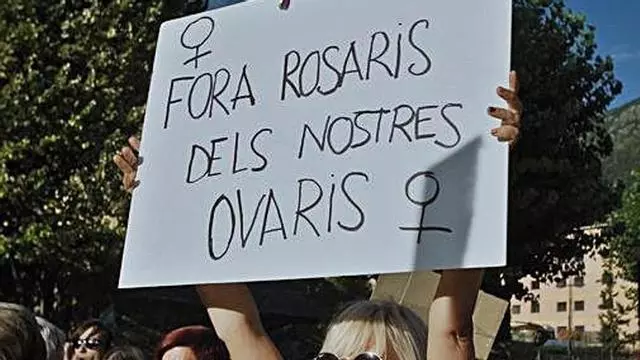 ♀ FORA ROSARIS
DELS NOSTRES
OVARIS ♀